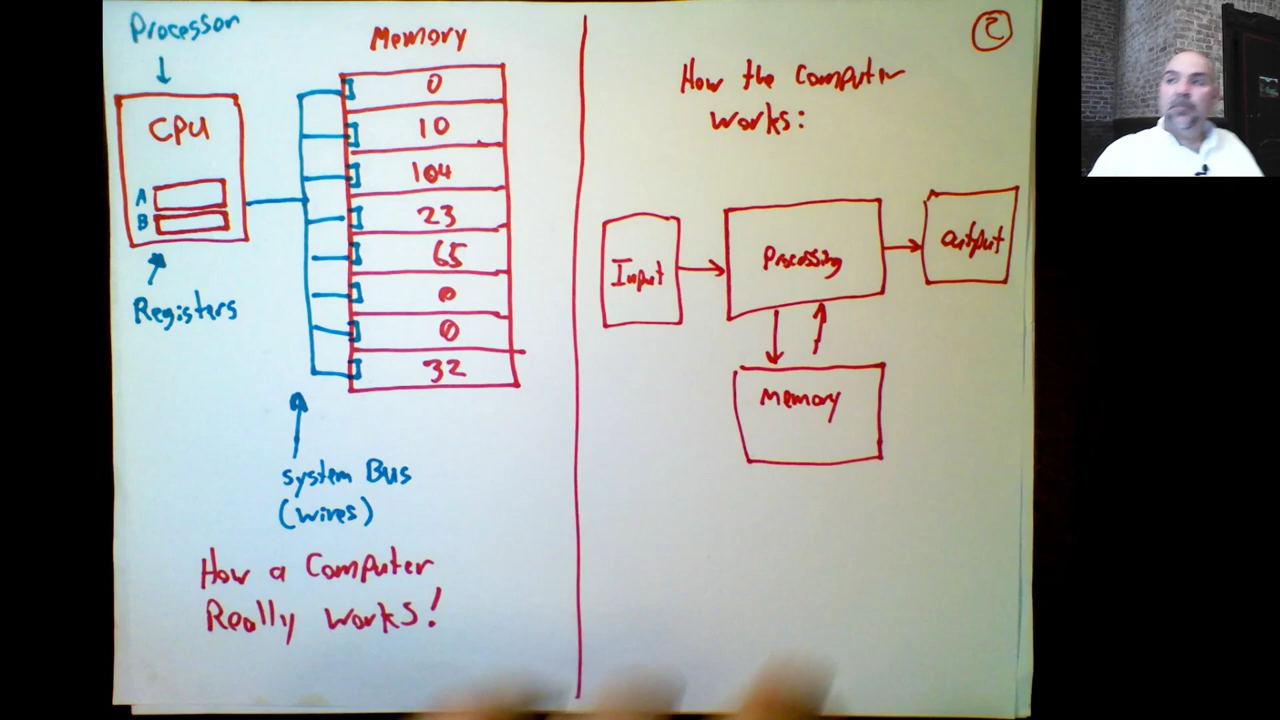 Processor
CPU
A
B
Registers
Memory
0
10
104
23
65
0
0
32
System Bus
(wires)
How a Computer
Really Works!
2
How the Computer
Works:
Input
Processing
Output
Memory